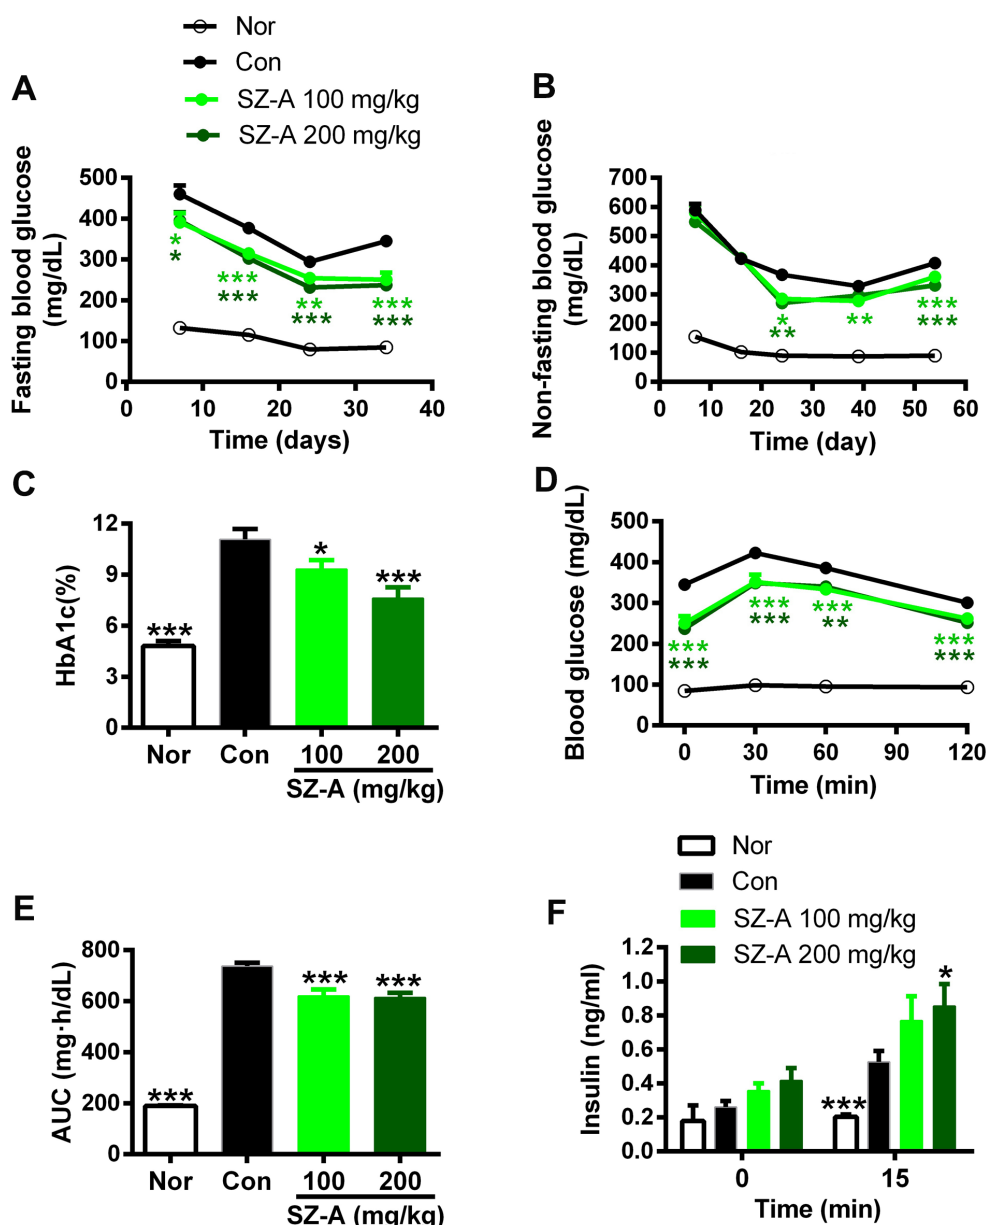 Nor
Con
SZ-A 100 mg/kg
SZ-A 200 mg/kg
A
Fasting blood glucose
(mg/dL)
500
400
300
200
100
0
*
*
***
***
**
***
***
***
0 10 20 30 40
Time (days)
B
Non-fasting blood glucose
(mg/dL)
700
600
500
400
300
200
100
0
*
**
**
***
***
0 10 20 30 40 50 60
Time (day)
C
HbA1c(%)
12
9
6
3
0
***
*
***
Nor Con 100 200
SZ-A (mg/kg)
D
Blood glucose (mg/dL)
500
400
300
200
100
0
***
***
***
***
***
**
***
***
0 30 60 90 120
Time (min)
E
AUC (mg·h/dL)
800
600
400
200
0
***
***
***
Nor Con 100 200
SZ-A (mg/kg)
F
Nor
Con
SZ-A 100 mg/kg
SZ-A 200 mg/kg
Insulin (ng/ml)
1.2
1.0
0.8
0.6
0.4
0.2
0.0
***
*
0 15
Time (min)